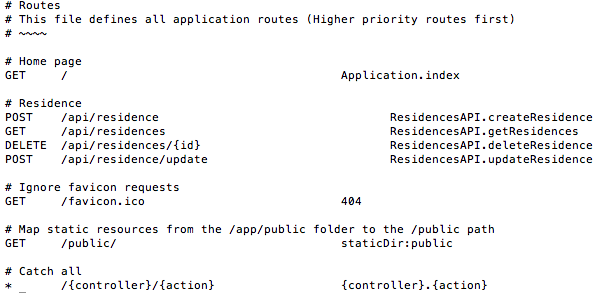 # Routes
# This file defines all application routes (Higher priority routes first)
# ~~~~
# Home page
GET / Application.index
# Residence
POST /api/residence ResidencesAPI.createResidence
GET /api/residences ResidencesAPI.getResidences
DELETE /api/residences/{id} ResidencesAPI.deleteResidence
POST /api/residence/update ResidencesAPI.updateResidence
# Ignore favicon requests
GET /favicon.ico 404
# Map static resources from the /app/public folder to the /public path
GET /public/ staticDir:public
# Catch all
* _ /{controller}/{action} {controller}.{action}